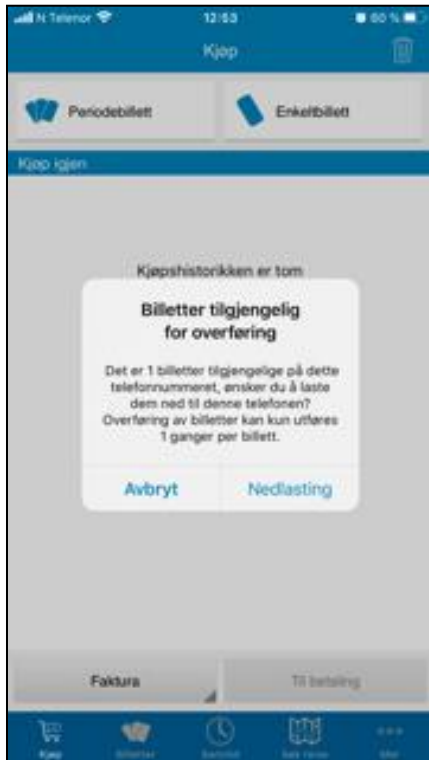 N Telenor 12:53 60 %
Kjøp
Periodebillett Enkeltbillett
Kjøp igjen
Kjøpshistorikken er tom
Billetter tilgjengelig
for overføring
Det er 1 billetter tilgjengelige på dette
telefonnummeret, ønsker du å laste
dem ned til denne telefonen?
Overføring av billetter kan kun utføres
1 ganger per billett.
Avbryt Nedlasting
Faktura Til betaling
Kjøp Billetter